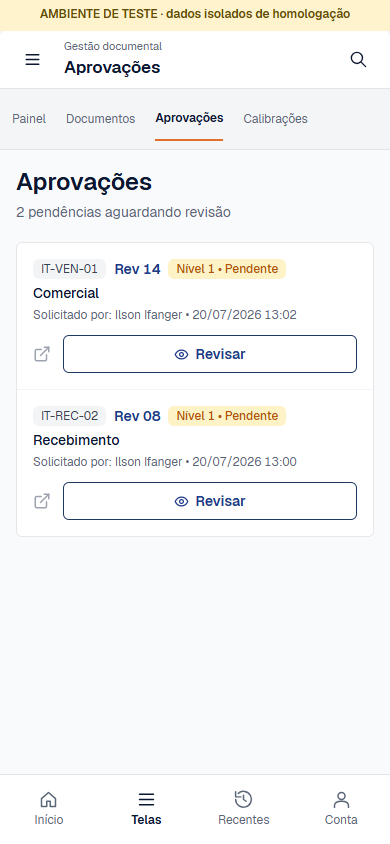 AMBIENTE DE TESTE · dados isolados de homologação
Gestão documental
Aprovações
Painel Documentos Aprovações Calibrações
Aprovações
2 pendências aguardando revisão
IT-VEN-01 Rev 14 Nível 1 • Pendente
Comercial
Solicitado por: Ilson Ifanger • 20/07/2026 13:02
Revisar
IT-REC-02 Rev 08 Nível 1 • Pendente
Recebimento
Solicitado por: Ilson Ifanger • 20/07/2026 13:00
Revisar
Início Telas Recentes Conta